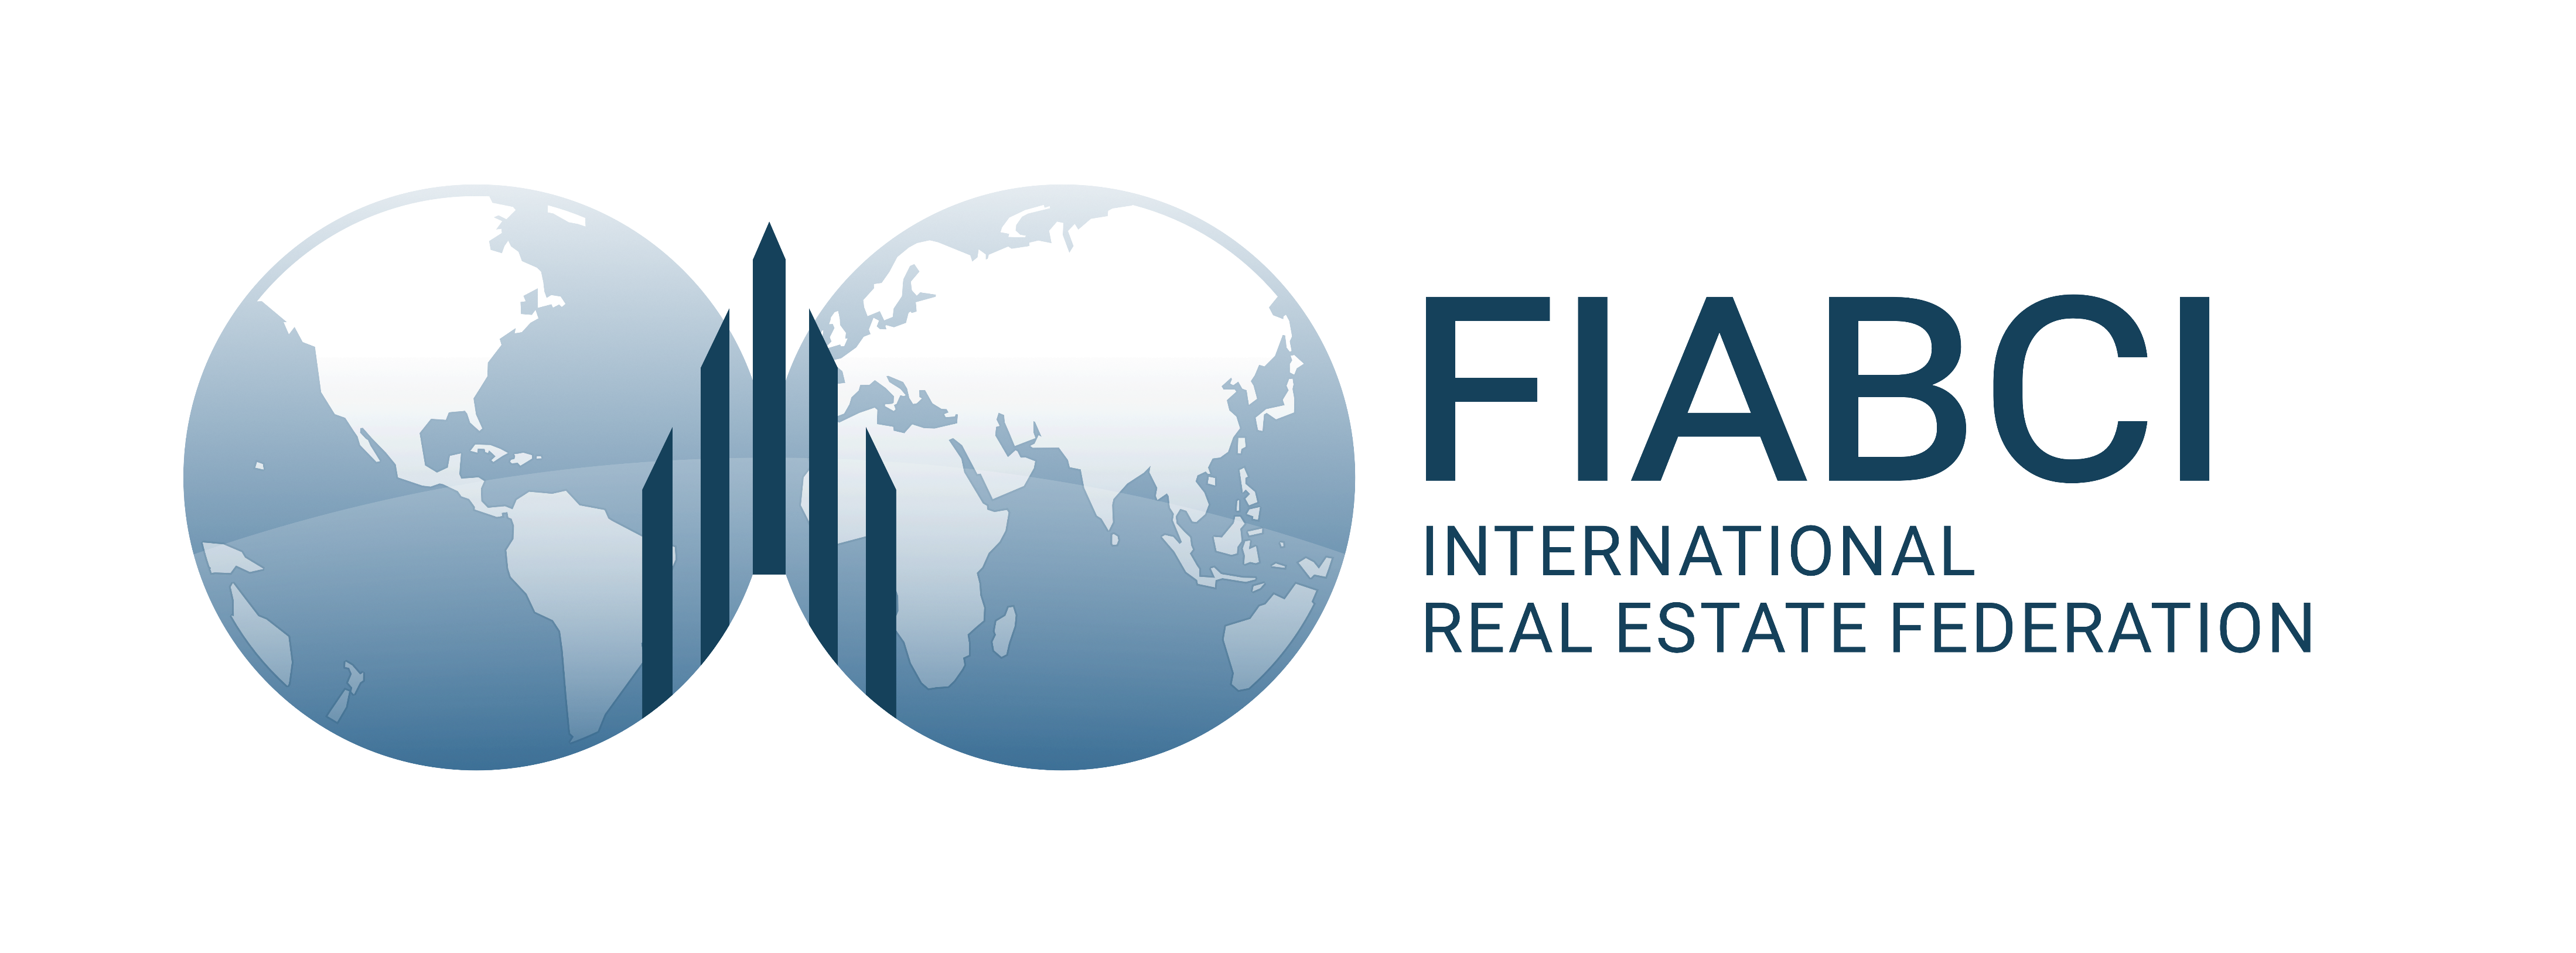 FIABCI
INTERNATIONAL
REAL ESTATE FEDERATION